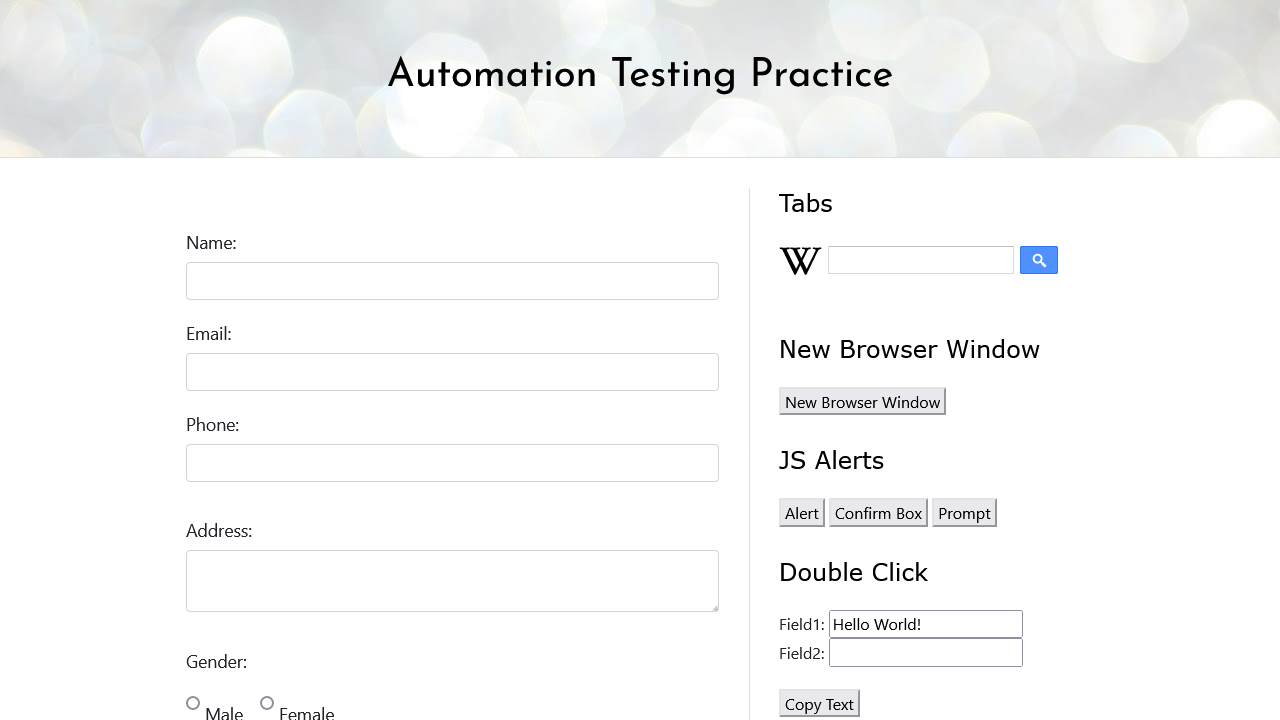 Automation Testing Practice
Name:
Email:
Phone:
Address:
Gender:
Male
Female
Tabs
W
New Browser Window
New Browser Window
JS Alerts
Alert
Confirm Box
Prompt
Double Click
Field1: Hello World!
Field2:
Copy Text